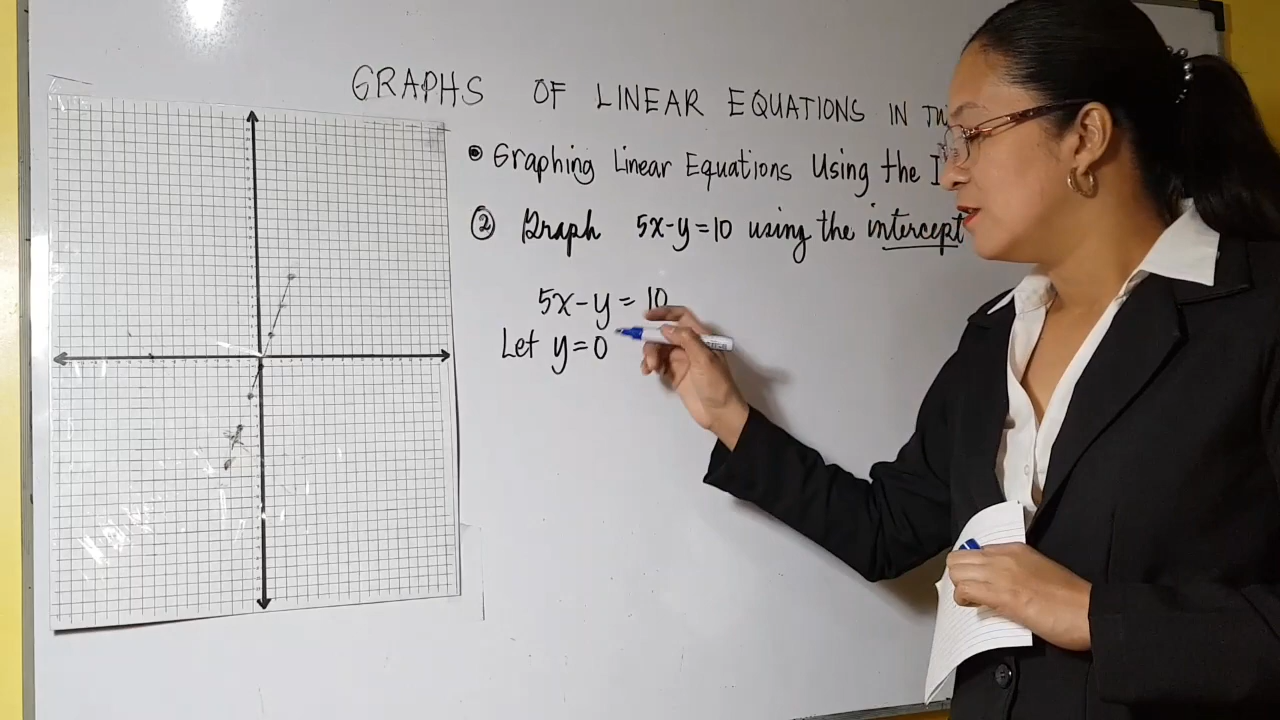 GRAPHS OF LINEAR EQUATIONS IN
• Graphing Linear Equations Using the
② Graph 5x-y=10 using the intercept
5x-y=10
Let y=0